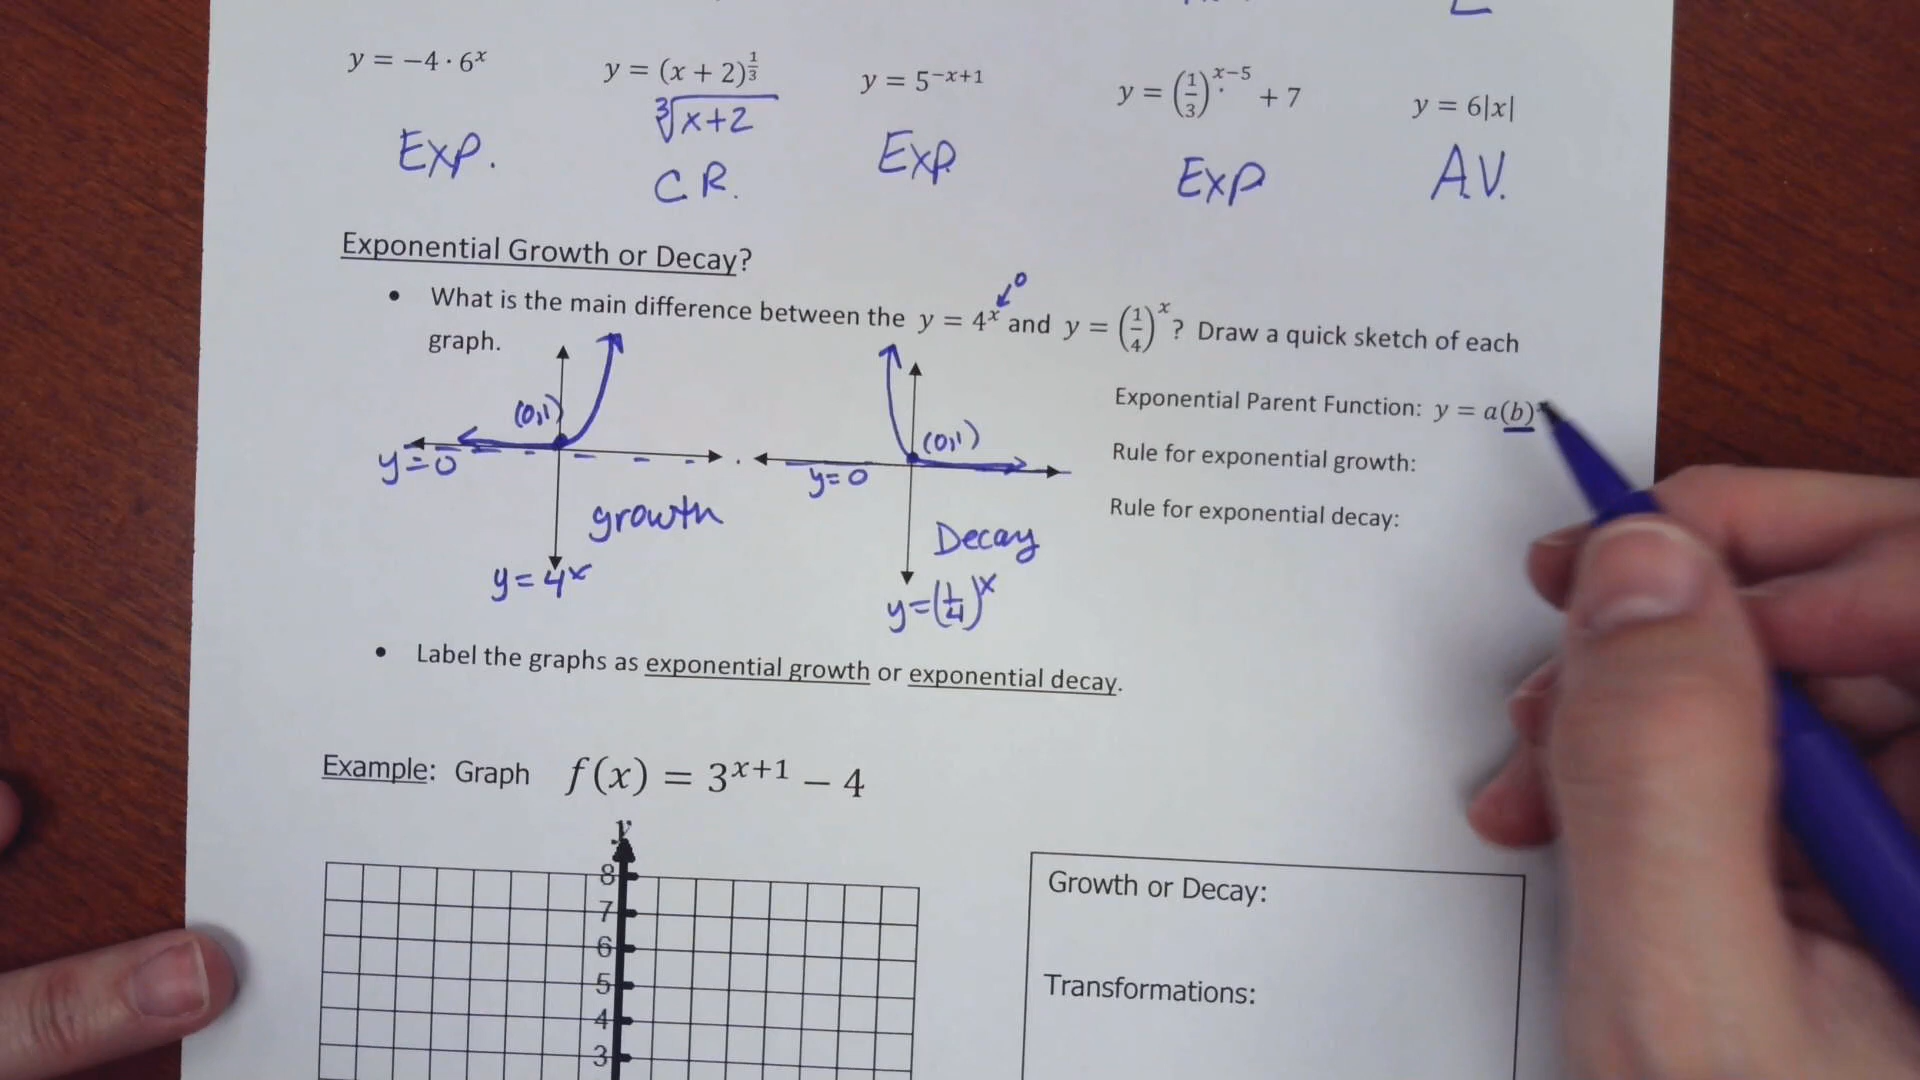 y = −4 · 6ˣ
y = (x + 2)^(1/3)
y = 5^(−x+1)
y = (1/3)^(x−5) + 7
y = 6|x|
∛x+2
EXP.
C.R.
EXP
EXP
A.V.
Exponential Growth or Decay?
• What is the main difference between the y = 4ˣ and y = (1/4)ˣ? Draw a quick sketch of each
0
graph.
(0,1)
y=0
growth
y=4ˣ
(0,1)
y=0
Decay
y=(1/4)ˣ
Exponential Parent Function: y = a(b)ˣ
Rule for exponential growth:
Rule for exponential decay:
• Label the graphs as exponential growth or exponential decay.
Example: Graph f(x) = 3^(x+1) − 4
y
8
7
6
5
4
3
Growth or Decay:
Transformations: